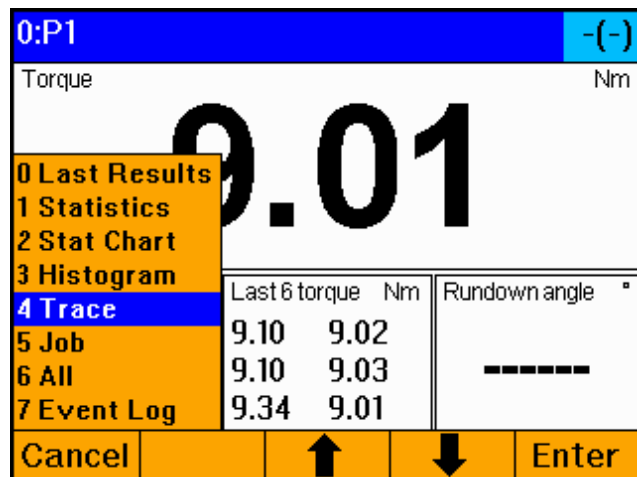 0:P1 -(-)
Torque Nm
9.01
0 Last Results
1 Statistics
2 Stat Chart
3 Histogram
4 Trace
5 Job
6 All
7 Event Log
Last 6 torque Nm
9.10 9.02
9.10 9.03
9.34 9.01
Rundown angle °
------
Cancel Enter